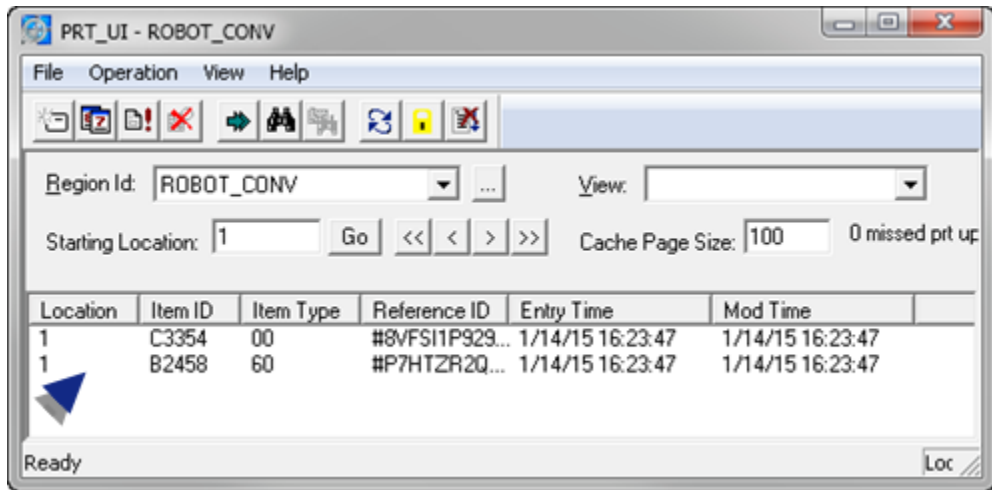 PRT_UI - ROBOT_CONV
File Operation View Help
Region Id: ROBOT_CONV ... View:
Starting Location: 1 Go << < > >> Cache Page Size: 100 0 missed prt up
Location Item ID Item Type Reference ID Entry Time Mod Time
1 C3354 00 #8VFSI1P929... 1/14/15 16:23:47 1/14/15 16:23:47
1 B2458 60 #P7HTZR2Q... 1/14/15 16:23:47 1/14/15 16:23:47
Ready Loc